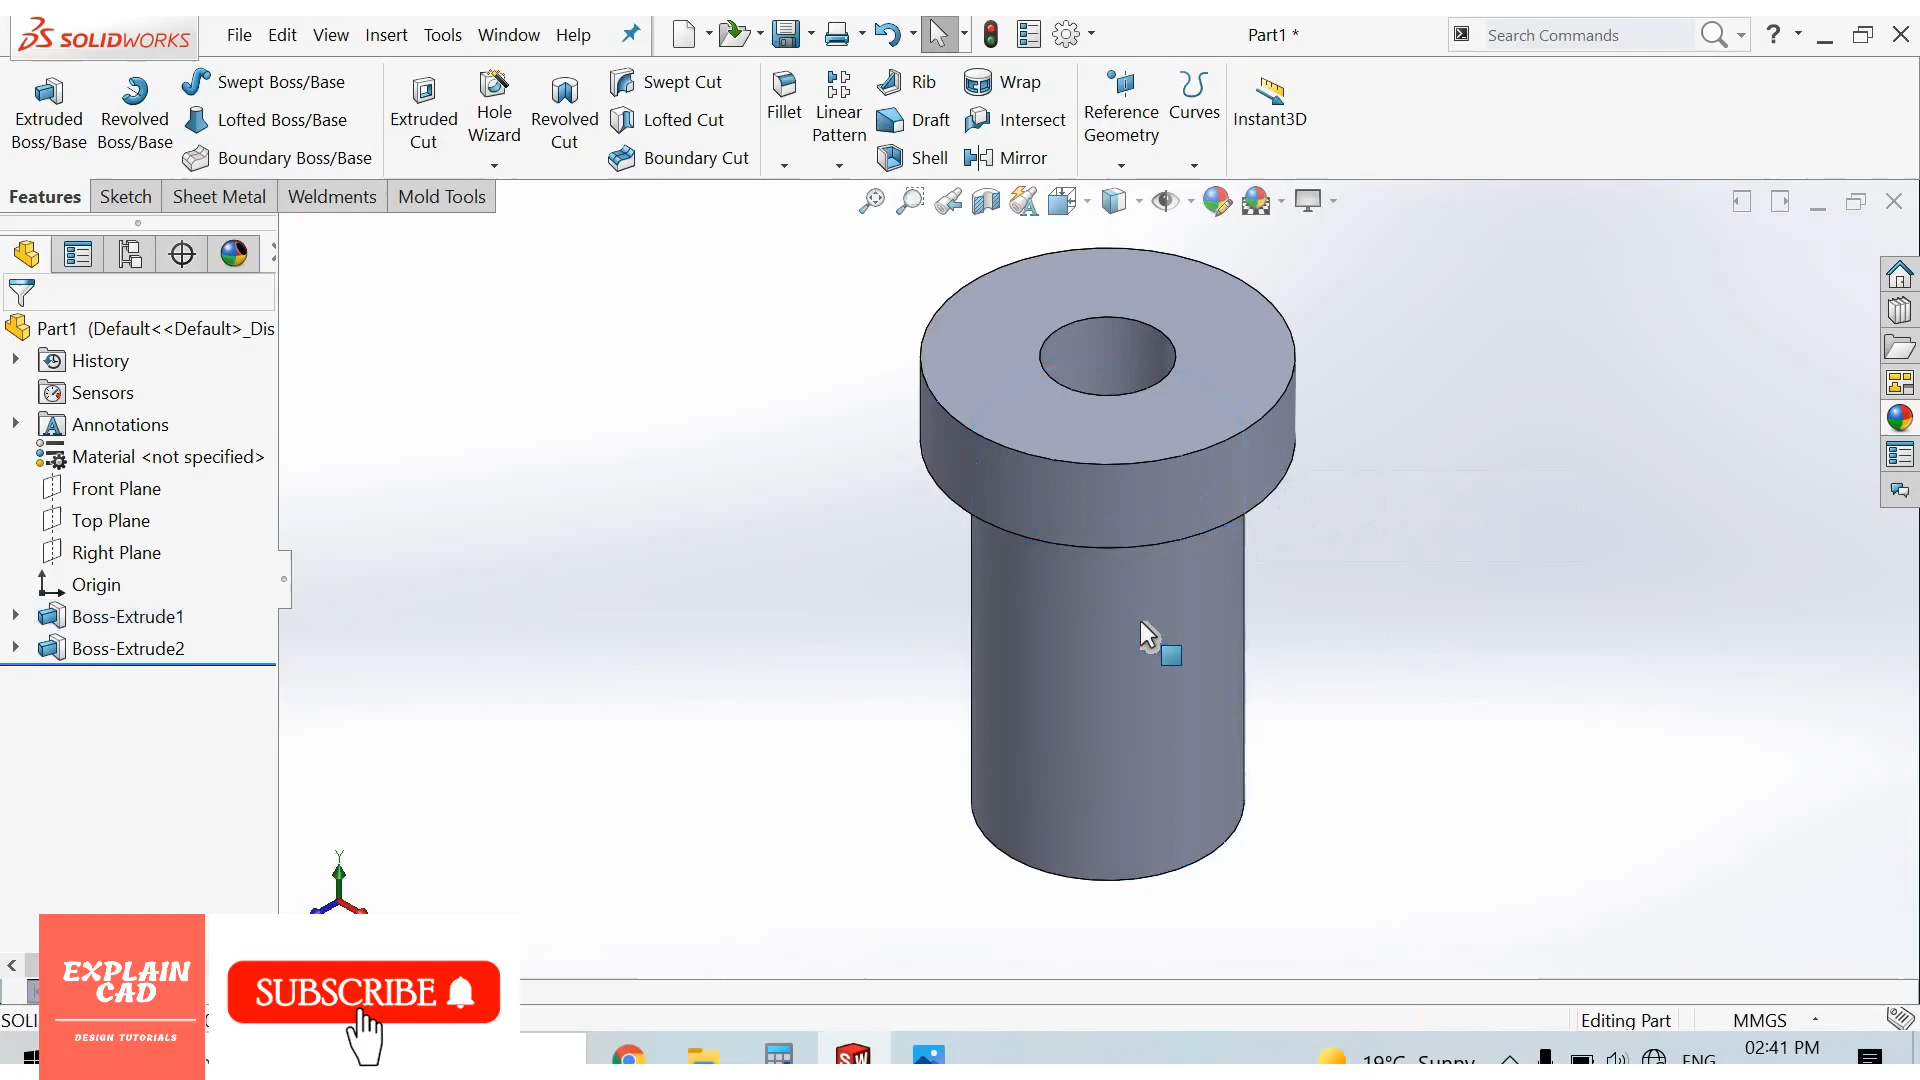 SOLIDWORKS File Edit View Insert Tools Window Help Part1 * Search Commands ?
Extruded Boss/Base
Revolved Boss/Base
Swept Boss/Base
Lofted Boss/Base
Boundary Boss/Base
Extruded Cut
Hole Wizard
Revolved Cut
Swept Cut
Lofted Cut
Boundary Cut
Fillet
Linear Pattern
Rib
Draft
Shell
Wrap
Intersect
Mirror
Reference Geometry
Curves
Instant3D
Features Sketch Sheet Metal Weldments Mold Tools
Part1 (Default<<Default>_Dis
History
Sensors
Annotations
Material <not specified>
Front Plane
Top Plane
Right Plane
Origin
Boss-Extrude1
Boss-Extrude2
Y
EXPLAIN
CAD
DESIGN TUTORIALS
SUBSCRIBE
SOLI
Editing Part MMGS
19°C Sunny ENG 02:41 PM